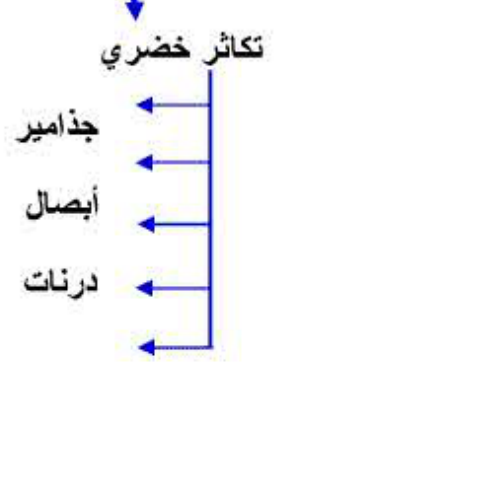 تكاثر خضري
جذامير
أبصال
درنات